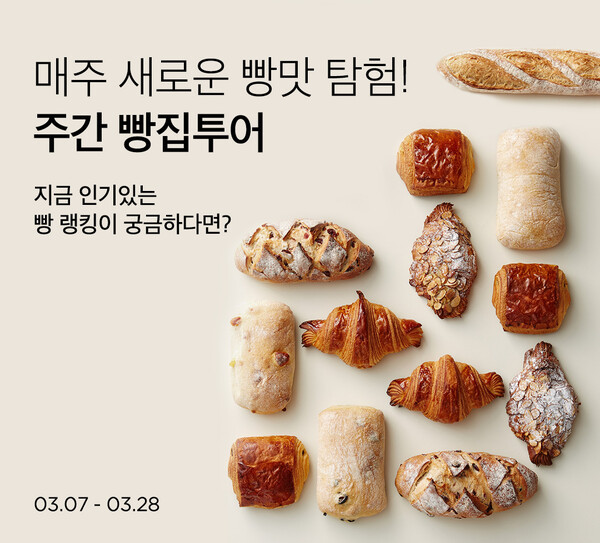 매주 새로운 빵맛 탐험!
주간 빵집투어
지금 인기있는
빵 랭킹이 궁금하다면?
03.07 - 03.28